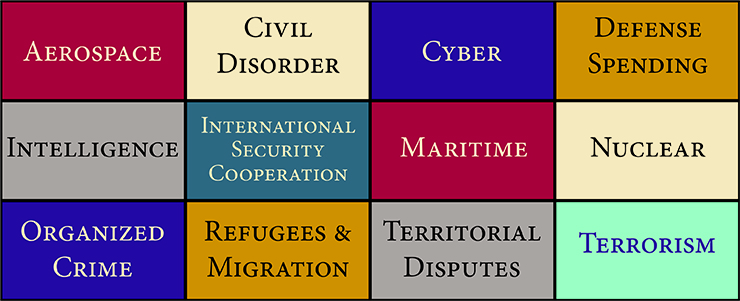 Aerospace
Civil
Disorder
Cyber
Defense
Spending
Intelligence
International
Security
Cooperation
Maritime
Nuclear
Organized
Crime
Refugees &
Migration
Territorial
Disputes
Terrorism